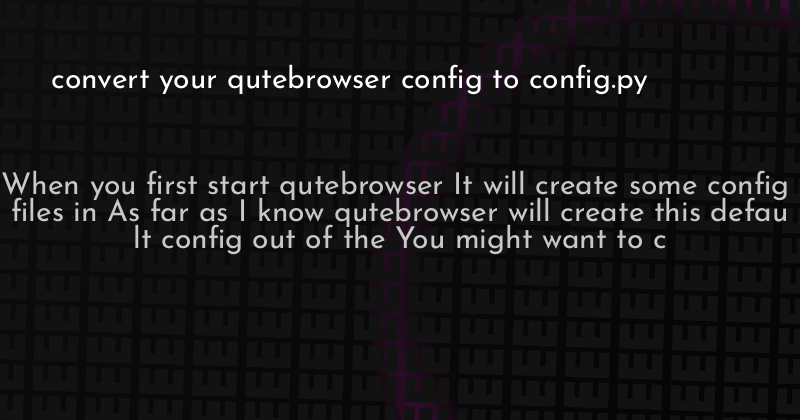 convert your qutebrowser config to config.py
When you first start qutebrowser It will create some config
files in As far as I know qutebrowser will create this defau
lt config out of the You might want to c